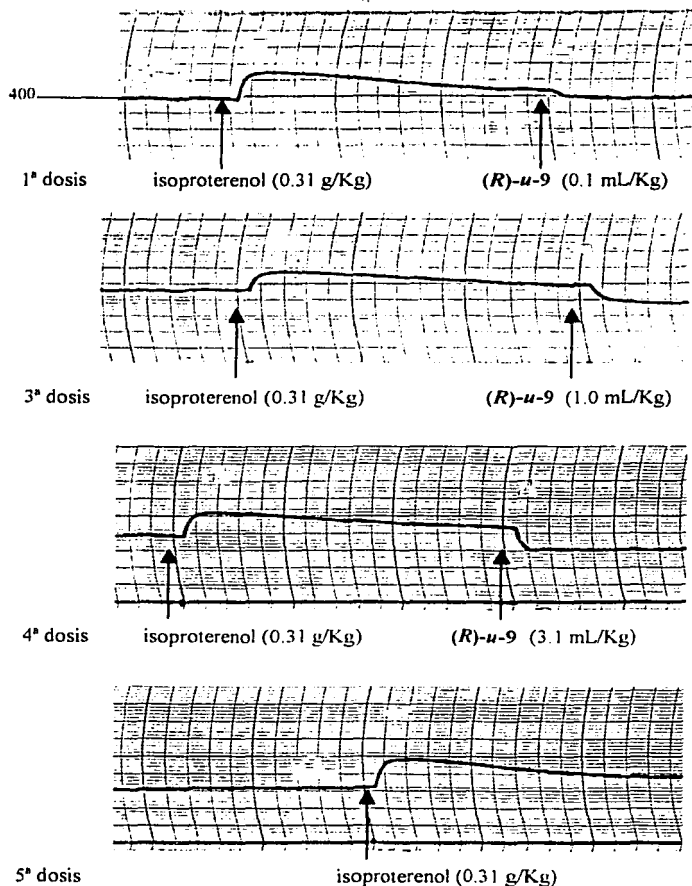 400
1ª dosis isoproterenol (0.31 g/Kg) (R)-u-9 (0.1 mL/Kg)
3ª dosis isoproterenol (0.31 g/Kg) (R)-u-9 (1.0 mL/Kg)
4ª dosis isoproterenol (0.31 g/Kg) (R)-u-9 (3.1 mL/Kg)
5ª dosis isoproterenol (0.31 g/Kg)